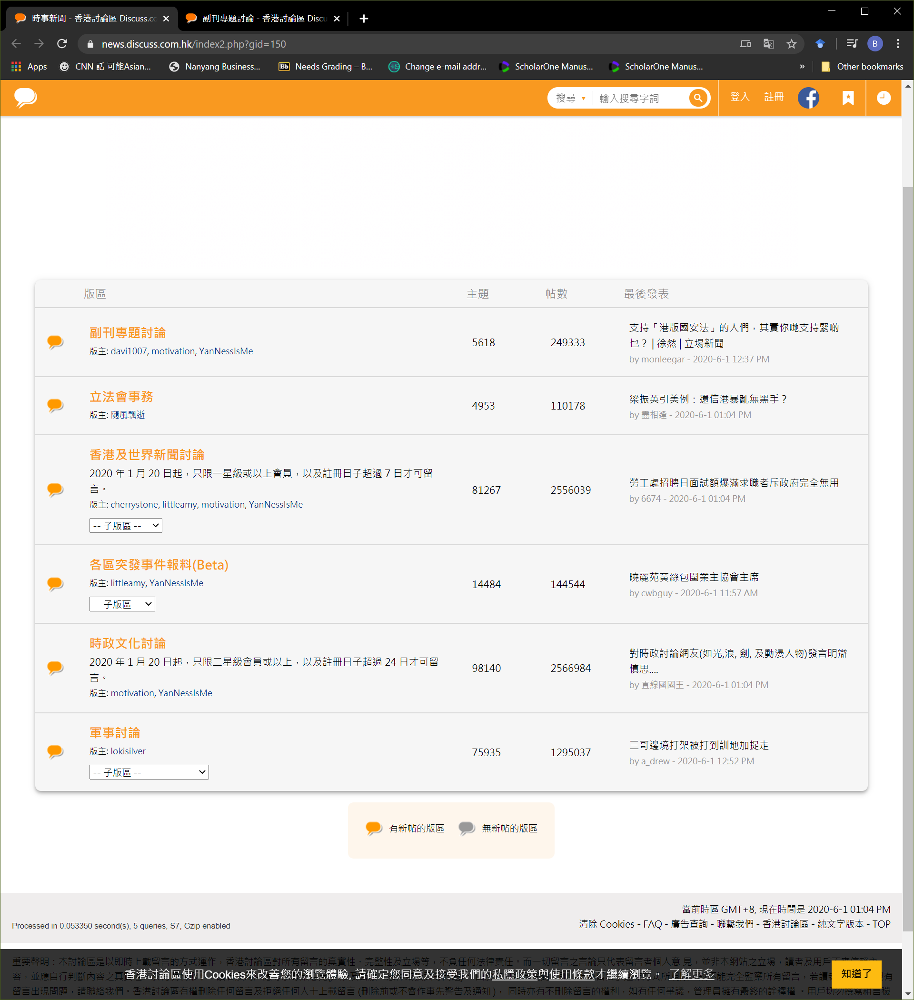 時事新聞 - 香港討論區 Discuss.co
副刊專題討論 - 香港討論區 Discu
news.discuss.com.hk/index2.php?gid=150
B
Apps
CNN 話 可能Asian...
Nanyang Business...
Bb
Needs Grading – B...
Change e-mail addr...
ScholarOne Manus...
ScholarOne Manus...
»
Other bookmarks
搜尋
輸入搜尋字詞
登入
註冊
版區 主題 帖數 最後發表
副刊專題討論
版主: davi1007, motivation, YanNessIsMe
5618
249333
支持「港版國安法」的人們，其實你哋支持緊啲
乜？ | 徐然 | 立場新聞
by monleegar - 2020-6-1 12:37 PM
立法會事務
版主: 隨風飄逝
4953
110178
梁振英引美例：還信港暴亂無黑手？
by 盡相逢 - 2020-6-1 01:04 PM
香港及世界新聞討論
2020 年 1 月 20 日起，只限一星級或以上會員，以及註冊日子超過 7 日才可留
言。
版主: cherrystone, littleamy, motivation, YanNessIsMe
-- 子版區 --
81267
2556039
勞工處招聘日面試額爆滿求職者斥政府完全無用
by 6674 - 2020-6-1 01:04 PM
各區突發事件報料(Beta)
版主: littleamy, YanNessIsMe
-- 子版區 --
14484
144544
曉麗苑黃絲包圍業主協會主席
by cwbguy - 2020-6-1 11:57 AM
時政文化討論
2020 年 1 月 20 日起，只限二星級會員或以上，以及註冊日子超過 24 日才可留
言。
版主: motivation, YanNessIsMe
98140
2566984
對時政討論網友(如光,浪, 劍, 及動漫人物)發言明辯
慎思....
by 直線國國王 - 2020-6-1 01:04 PM
軍事討論
版主: lokisilver
-- 子版區 --
75935
1295037
三哥邊境打架被打到訓地加捉走
by a_drew - 2020-6-1 12:52 PM
有新帖的版區
無新帖的版區
當前時區 GMT+8, 現在時間是 2020-6-1 01:04 PM
Processed in 0.053350 second(s), 5 queries, S7, Gzip enabled
清除 Cookies - FAQ - 廣告查詢 - 聯繫我們 - 香港討論區 - 純文字版本 - TOP
重要聲明：本討論區是以即時上載留言的方式運作，香港討論區對所有留言的真實性、完整性及立場等，不負任何法律責任。而一切留言之言論只代表留言者個人意 見，並非本網站之立場，讀者及用戶
容，並應自行判斷內容之真
香港討論區使用Cookies來改善您的瀏覽體驗, 請確定您同意及接受我們的私隱政策與使用條款才繼續瀏覽。 了解更多
知道了
能完全監察所有留言，若讀
留言出現問題，請聯絡我們。香港討論區有權刪除任何留言及拒絕任何人士上載留言 (刪除前或不會作事先警告及通知 )， 同時亦有不刪除留言的權利，如有任何爭議，管理員擁有最終的詮釋權 。用戶切勿撰寫粗言穢